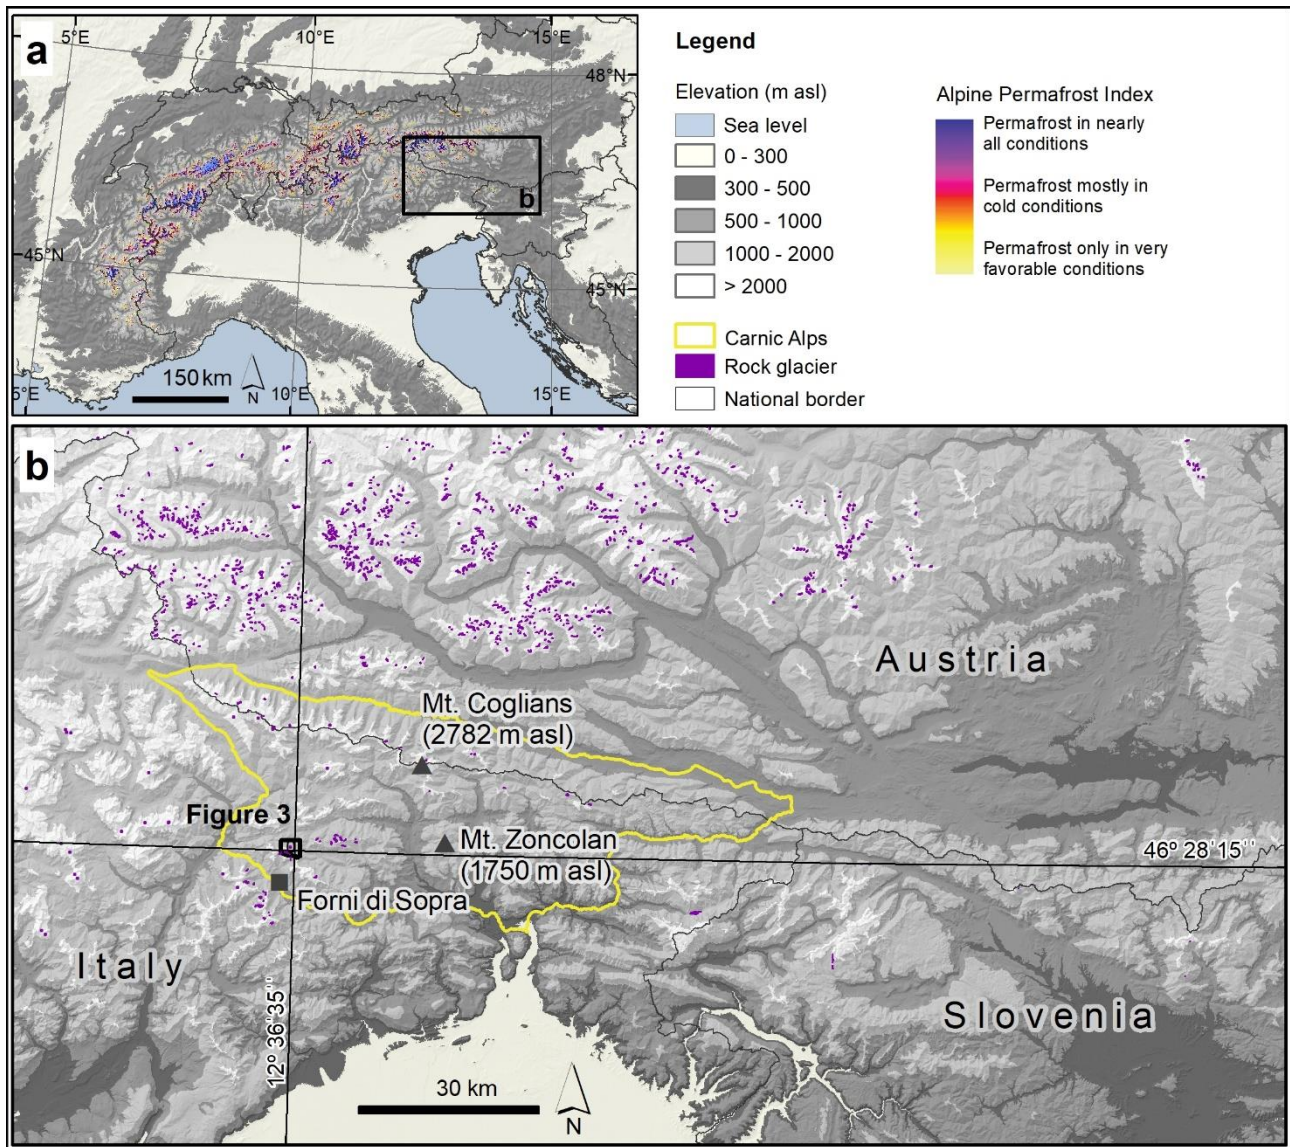 a
5°E
10°E
15°E
48°N
45°N
45°N
b
150 km
N
5°E
10°E
15°E
Legend
Elevation (m asl)
Sea level
0 - 300
300 - 500
500 - 1000
1000 - 2000
> 2000
Carnic Alps
Rock glacier
National border
Alpine Permafrost Index
Permafrost in nearly
all conditions
Permafrost mostly in
cold conditions
Permafrost only in very
favorable conditions
b
Austria
Mt. Coglians
(2782 m asl)
Figure 3
Mt. Zoncolan
(1750 m asl)
46° 28'15''
Forni di Sopra
Italy
Slovenia
12° 36'35''
30 km
N